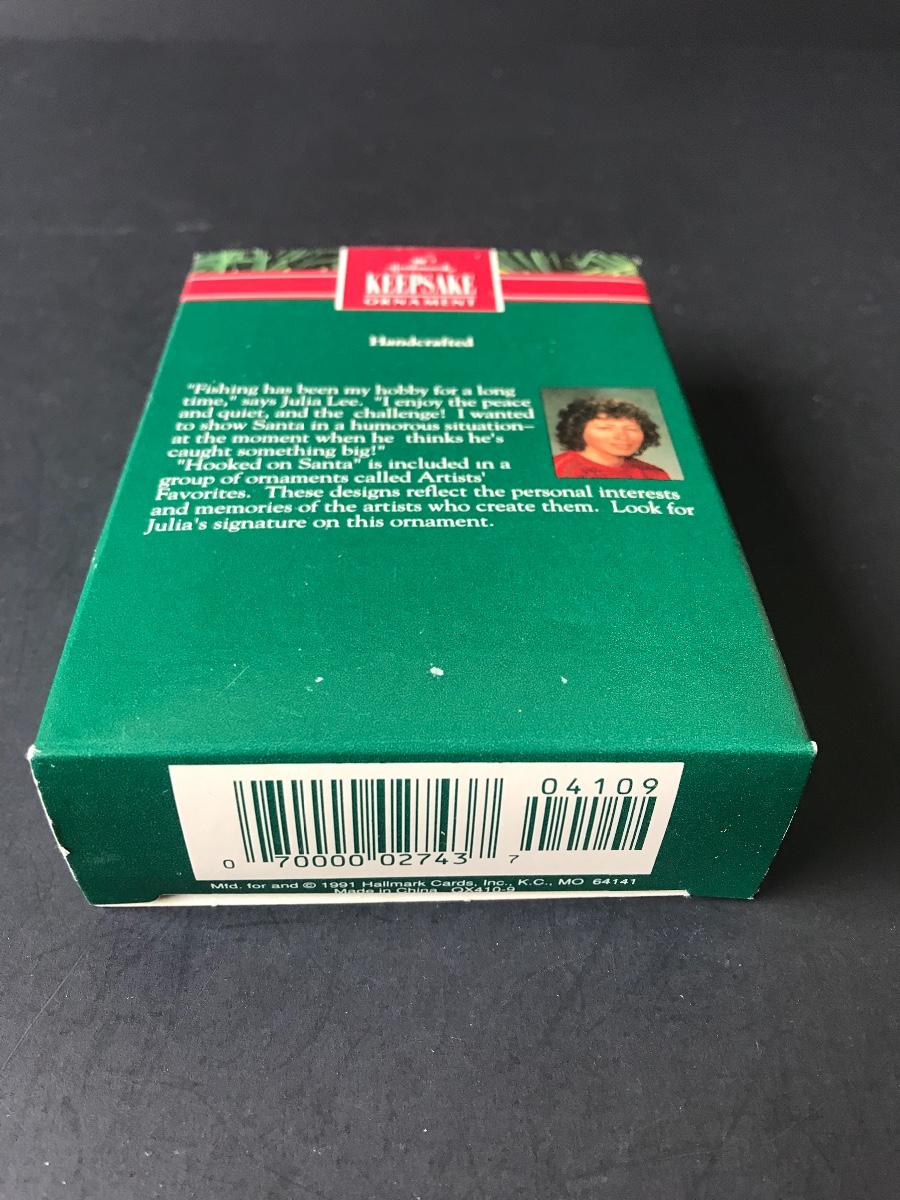 Hallmark
KEEPSAKE
ORNAMENT
Handcrafted
"Fishing has been my hobby for a long
time," says Julia Lee. "I enjoy the peace
and quiet, and the challenge! I wanted
to show Santa in a humorous situation–
at the moment when he thinks he's
caught something big!"
"Hooked on Santa" is included in a
group of ornaments called Artists'
Favorites. These designs reflect the personal interests
and memories of the artists who create them. Look for
Julia's signature on this ornament.
04109
0 70000 02743 7
Mfd. for and © 1991 Hallmark Cards, Inc., K.C., MO 64141
Made in China QX410-9